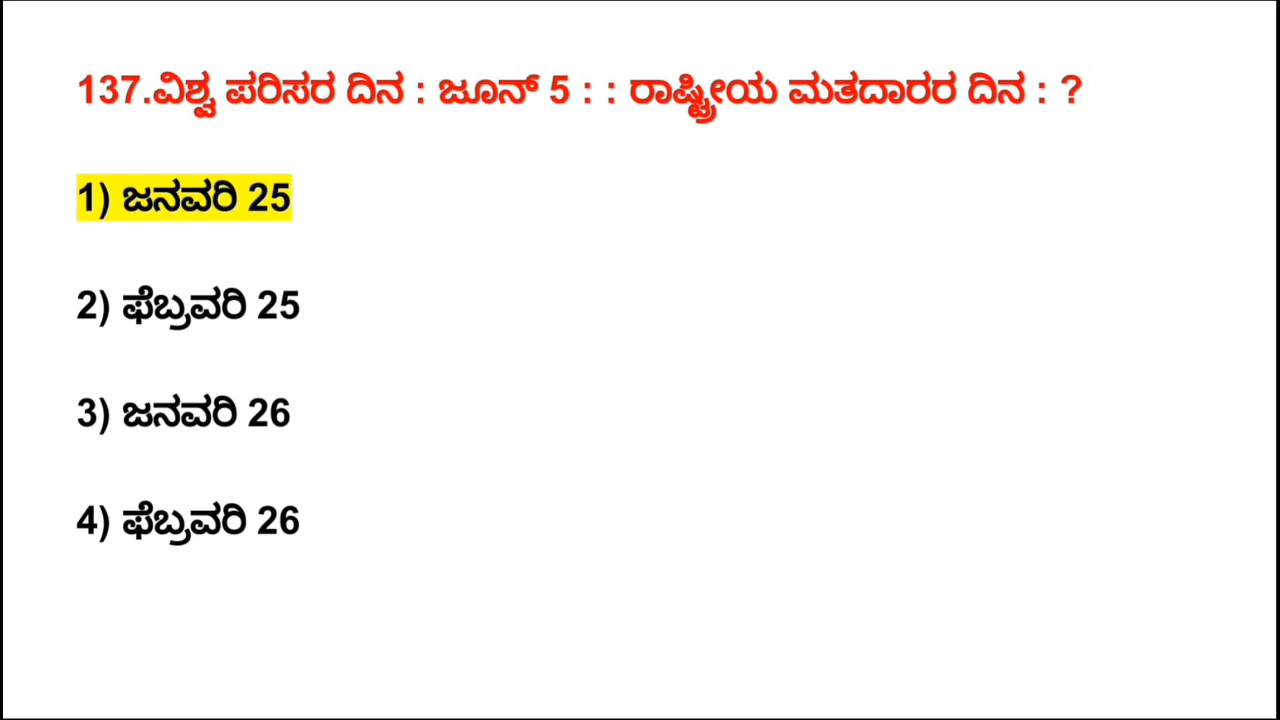 137.ವಿಶ್ವ ಪರಿಸರ ದಿನ : ಜೂನ್ 5 : : ರಾಷ್ಟ್ರೀಯ ಮತದಾರರ ದಿನ : ?
1) ಜನವರಿ 25
2) ಫೆಬ್ರವರಿ 25
3) ಜನವರಿ 26
4) ಫೆಬ್ರವರಿ 26